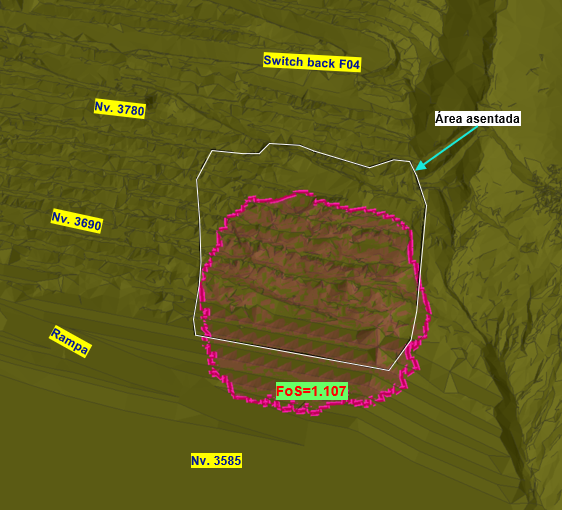 Switch back F04
Nv. 3780
Área asentada
Nv. 3690
Rampa
FoS=1.107
Nv. 3585